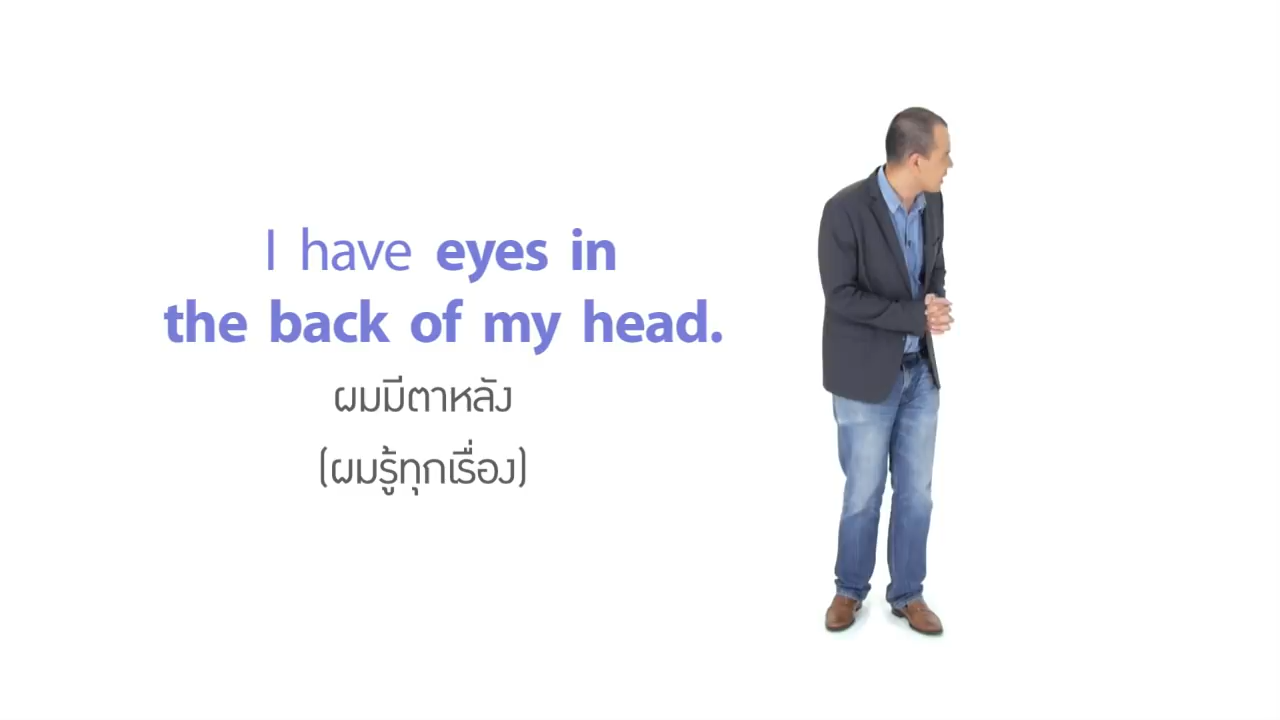 I have eyes in
the back of my head.
ผมมีตาหลัง
(ผมรู้ทุกเรื่อง)